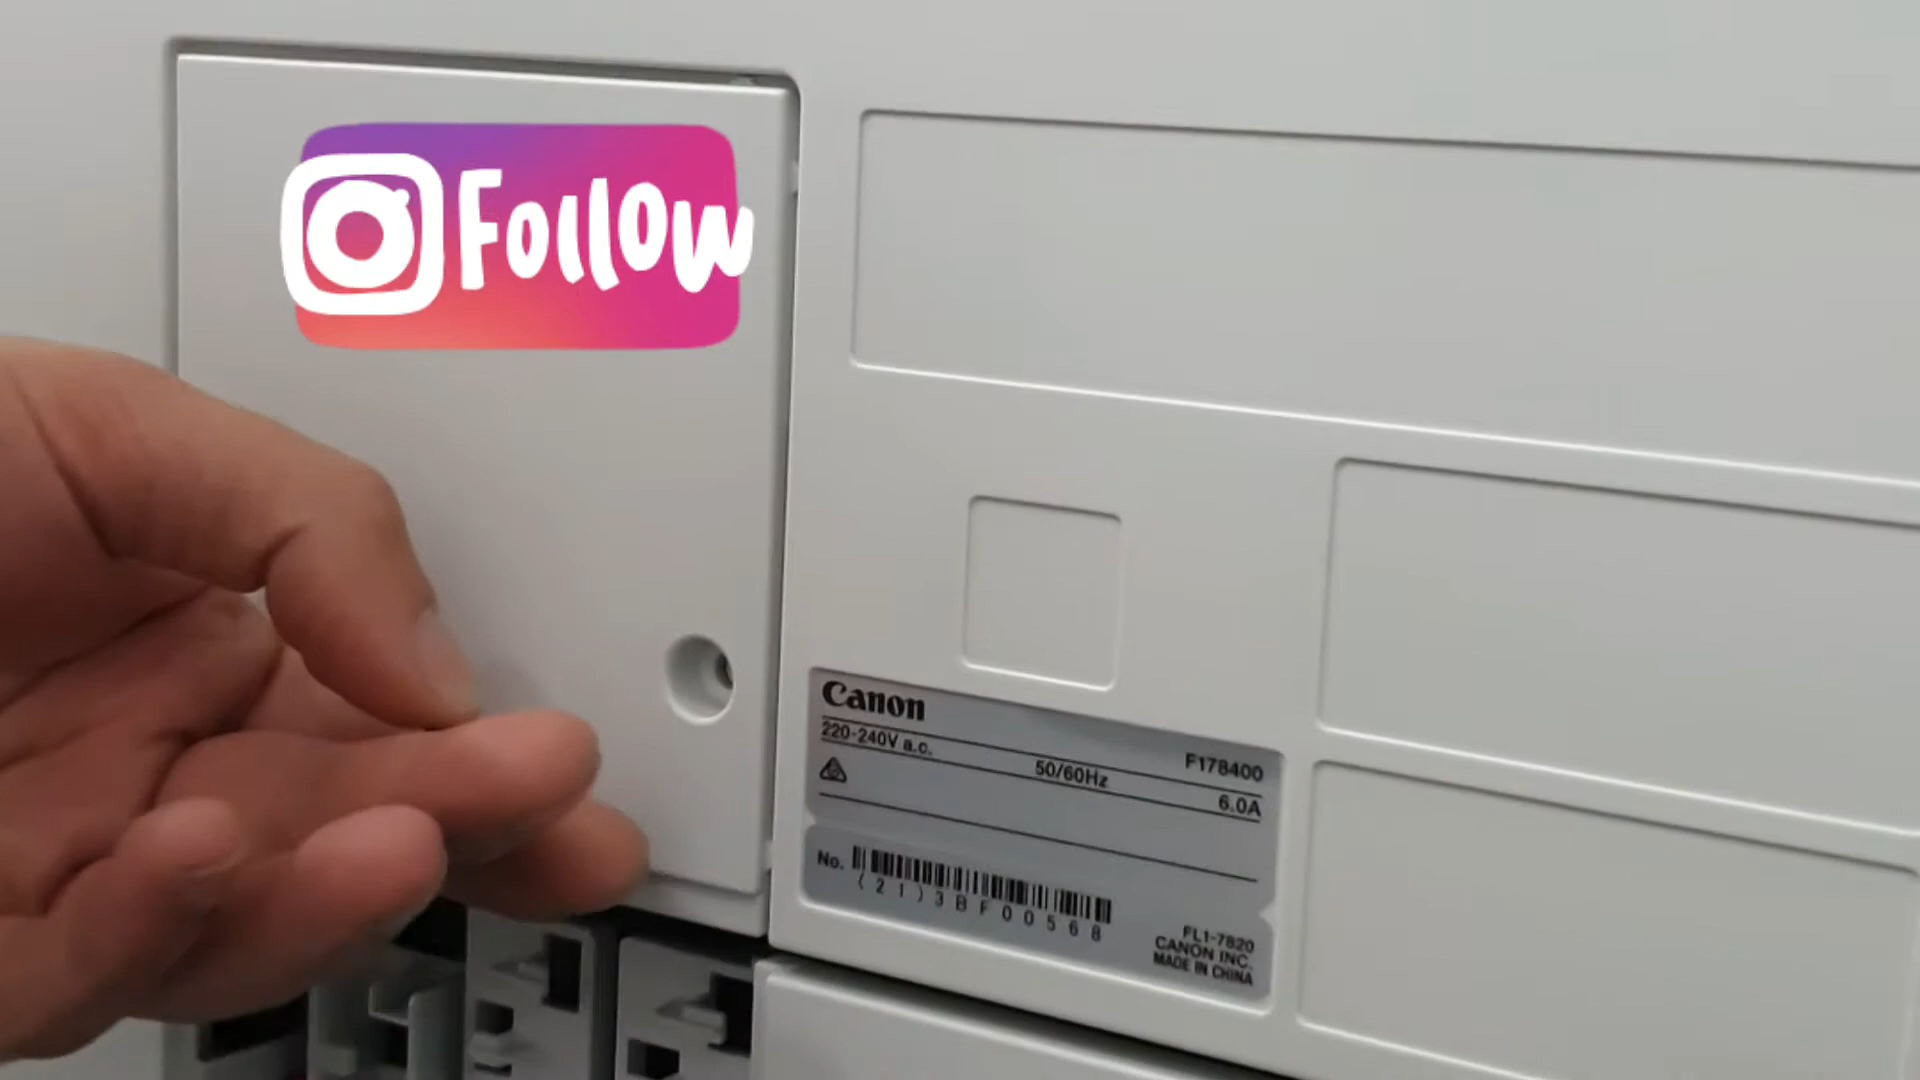 Follow
Canon
220-240V a.c.
50/60Hz
F178400
6.0A
No.
(21)3BF00568
FL1-7820
CANON INC.
MADE IN CHINA